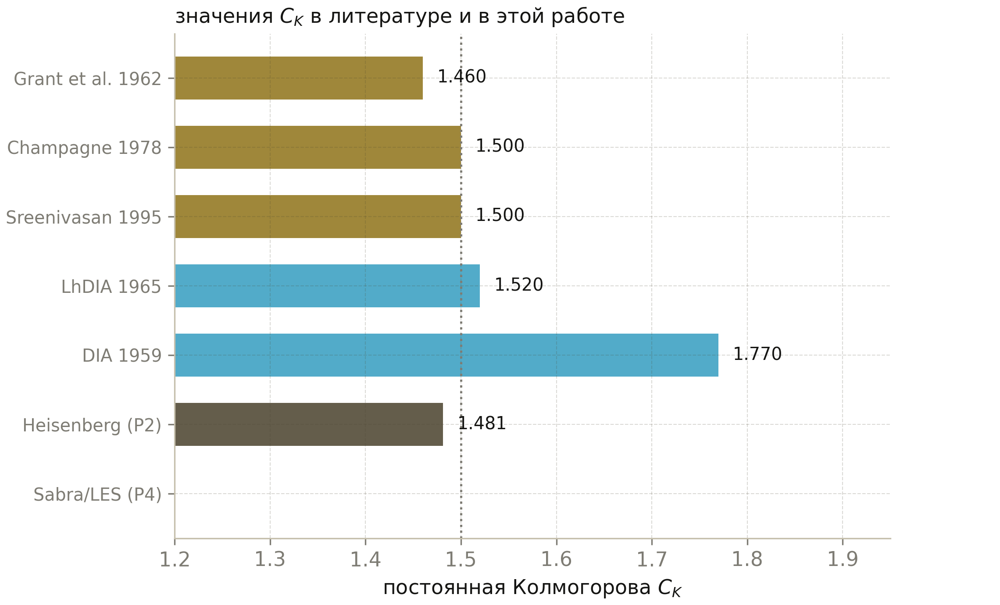 значения C_K в литературе и в этой работе
Grant et al. 1962
1.460
Champagne 1978
1.500
Sreenivasan 1995
1.500
LhDIA 1965
1.520
DIA 1959
1.770
Heisenberg (P2)
1.481
Sabra/LES (P4)
1.2 1.3 1.4 1.5 1.6 1.7 1.8 1.9
постоянная Колмогорова C_K